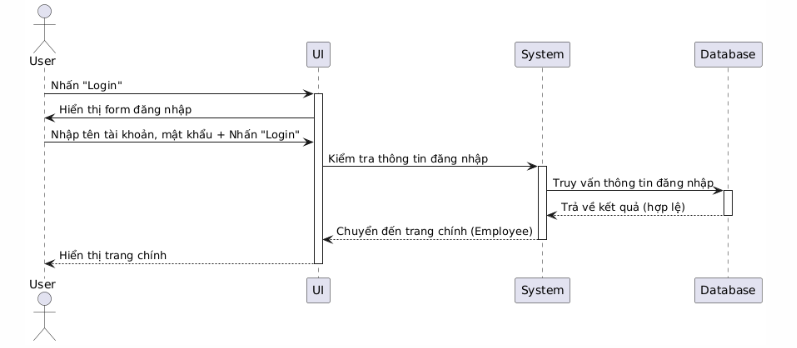 User
UI
System
Database
Nhấn "Login"
Hiển thị form đăng nhập
Nhập tên tài khoản, mật khẩu + Nhấn "Login"
Kiểm tra thông tin đăng nhập
Truy vấn thông tin đăng nhập
Trả về kết quả (hợp lệ)
Chuyển đến trang chính (Employee)
Hiển thị trang chính
User
UI
System
Database